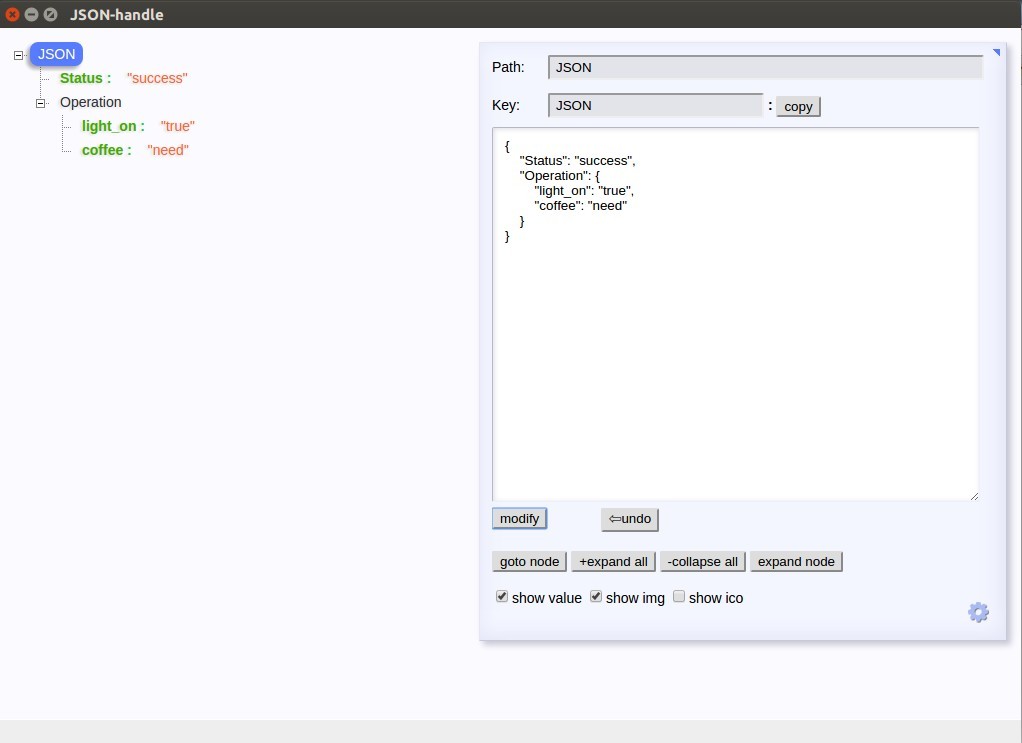 JSON-handle
JSON
Status : "success"
Operation
light_on : "true"
coffee : "need"
Path: JSON
Key: JSON : copy
{
"Status": "success",
"Operation": {
"light_on": "true",
"coffee": "need"
}
}
modify ⇦undo
goto node +expand all -collapse all expand node
show value show img show ico